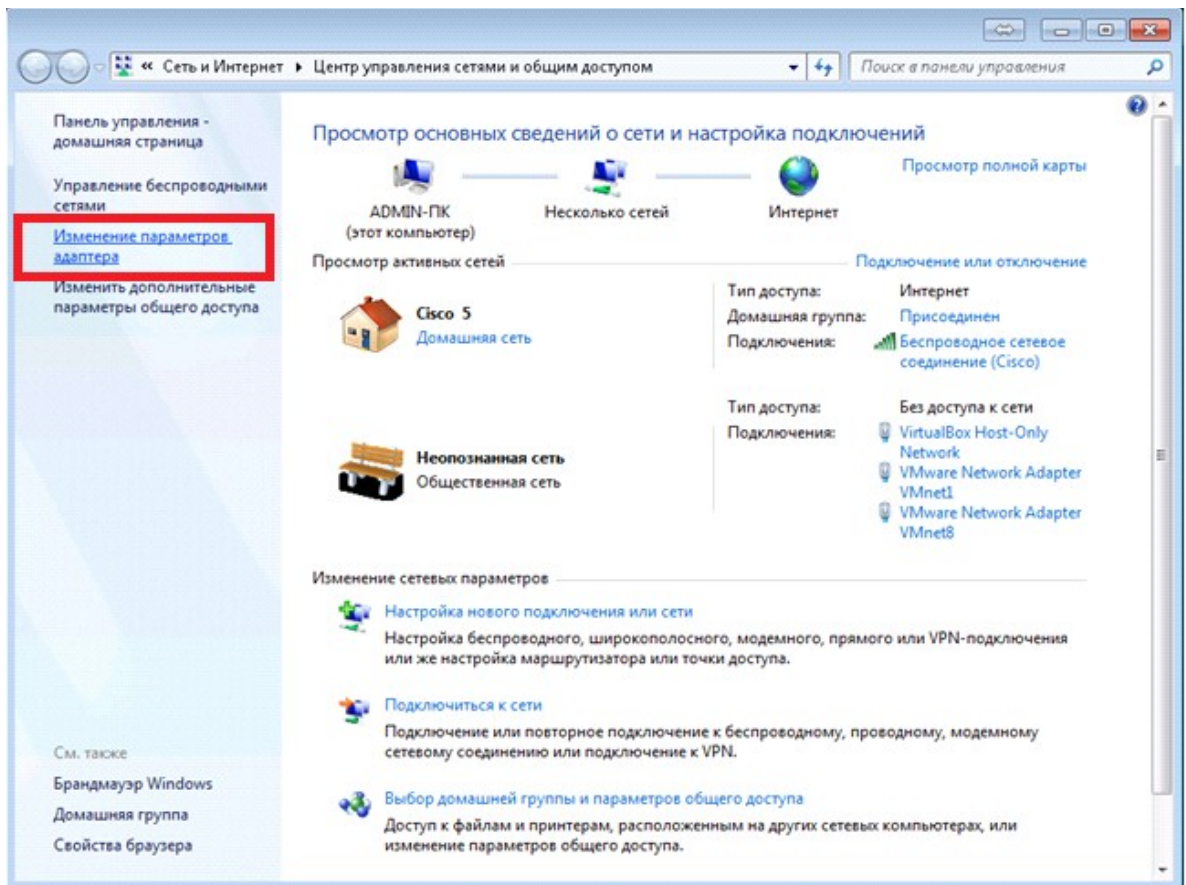 « Сеть и Интернет ▸ Центр управления сетями и общим доступом
Поиск в панели управления
Панель управления -
домашняя страница
Управление беспроводными
сетями
Изменение параметров
адаптера
Изменить дополнительные
параметры общего доступа
См. также
Брандмауэр Windows
Домашняя группа
Свойства браузера
Просмотр основных сведений о сети и настройка подключений
Просмотр полной карты
ADMIN-ПК
(этот компьютер)
Несколько сетей
Интернет
Просмотр активных сетей
Подключение или отключение
Cisco 5
Домашняя сеть
Тип доступа: Интернет
Домашняя группа: Присоединен
Подключения: Беспроводное сетевое
соединение (Cisco)
Неопознанная сеть
Общественная сеть
Тип доступа: Без доступа к сети
Подключения: VirtualBox Host-Only
Network
VMware Network Adapter
VMnet1
VMware Network Adapter
VMnet8
Изменение сетевых параметров
Настройка нового подключения или сети
Настройка беспроводного, широкополосного, модемного, прямого или VPN-подключения
или же настройка маршрутизатора или точки доступа.
Подключиться к сети
Подключение или повторное подключение к беспроводному, проводному, модемному
сетевому соединению или подключение к VPN.
Выбор домашней группы и параметров общего доступа
Доступ к файлам и принтерам, расположенным на других сетевых компьютерах, или
изменение параметров общего доступа.